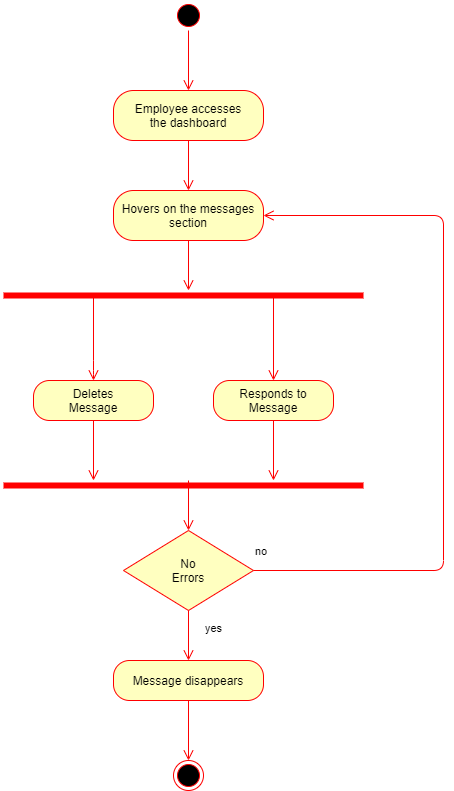 Employee accesses
the dashboard
Hovers on the messages
section
Deletes
Message
Responds to
Message
No
Errors
no
yes
Message disappears